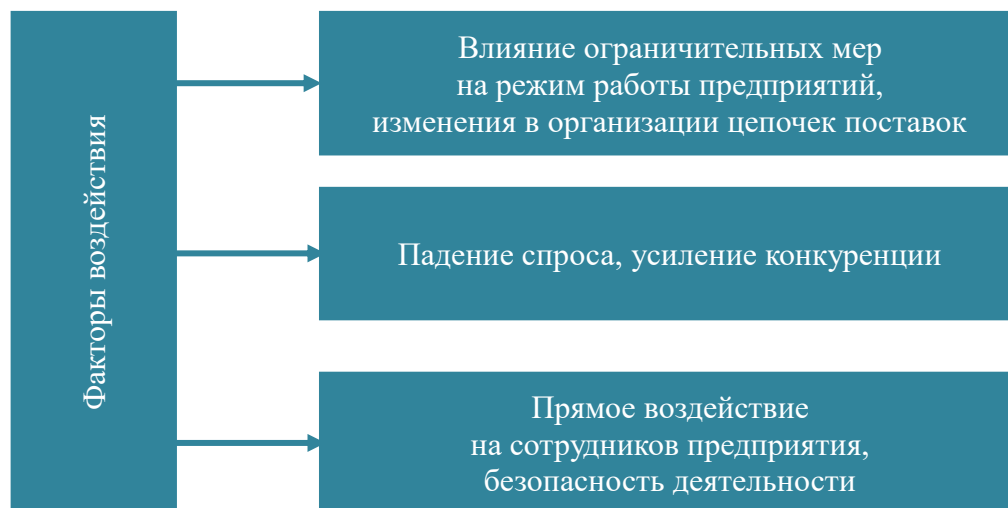 Факторы воздействия
Влияние ограничительных мер
на режим работы предприятий,
изменения в организации цепочек поставок
Падение спроса, усиление конкуренции
Прямое воздействие
на сотрудников предприятия,
безопасность деятельности